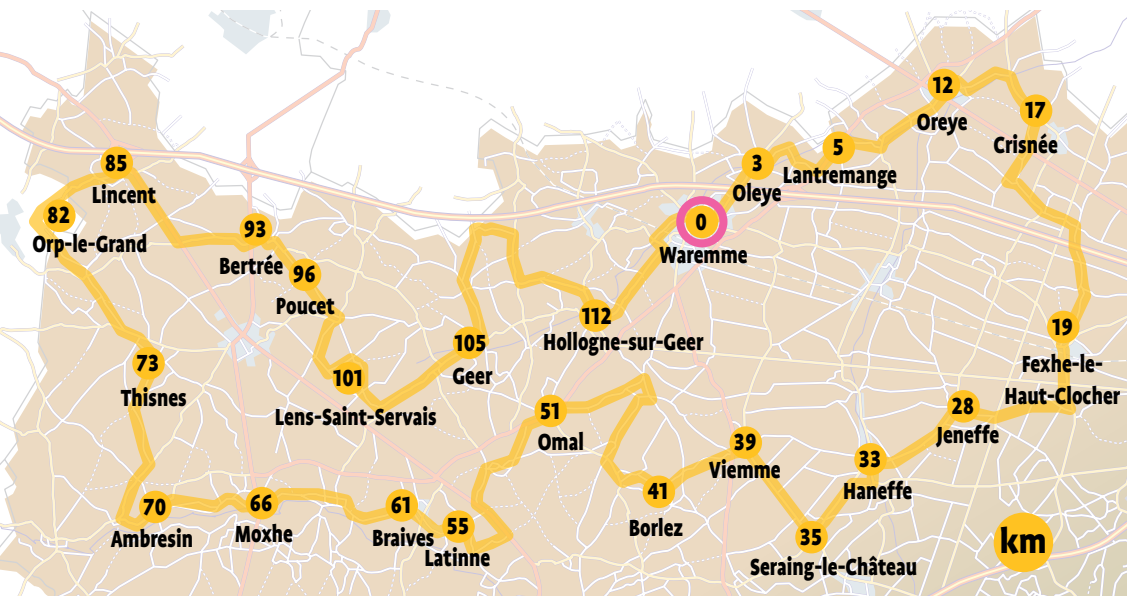 0
Waremme
3
Oleye
5
Lantremange
12
Oreye
17
Crisnée
19
Fexhe-le-
Haut-Clocher
28
Jeneffe
33
Haneffe
35
Seraing-le-Château
39
Viemme
41
Borlez
51
Omal
55
Latinne
61
Braives
66
Moxhe
70
Ambresin
73
Thisnes
82
Orp-le-Grand
85
Lincent
93
Bertrée
96
Poucet
101
Lens-Saint-Servais
105
Geer
112
Hollogne-sur-Geer
km